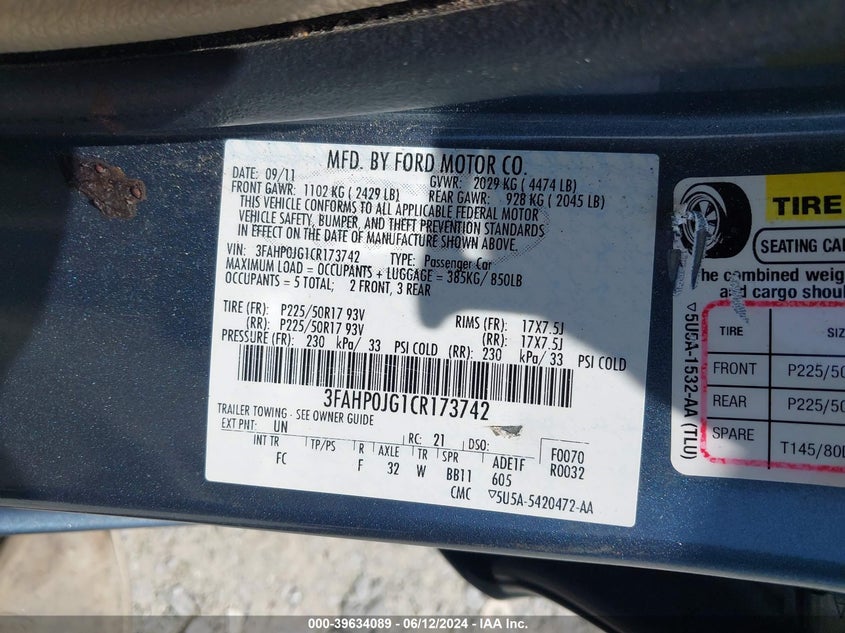 MFD. BY FORD MOTOR CO.
DATE: 09/11 GVWR: 2029 KG ( 4474 LB)
FRONT GAWR: 1102 KG ( 2429 LB) REAR GAWR: 928 KG ( 2045 LB)
THIS VEHICLE CONFORMS TO ALL APPLICABLE FEDERAL MOTOR
VEHICLE SAFETY, BUMPER, AND THEFT PREVENTION STANDARDS
IN EFFECT ON THE DATE OF MANUFACTURE SHOWN ABOVE.
VIN: 3FAHP0JG1CR173742 TYPE: Passenger Car
MAXIMUM LOAD = OCCUPANTS + LUGGAGE = 385KG/ 850LB
OCCUPANTS = 5 TOTAL; 2 FRONT, 3 REAR
TIRE (FR): P225/50R17 93V RIMS (FR): 17X7.5J
(RR): P225/50R17 93V (RR): 17X7.5J
PRESSURE (FR): 230 kPa/ 33 PSI COLD (RR): 230 kPa/ 33 PSI COLD
3FAHP0JG1CR173742
TRAILER TOWING - SEE OWNER GUIDE
EXT PNT: UN RC: 21 DSO: F0070
R0032
INT TR TP/PS R AXLE TR SPR ADE1F
FC F 32 W BB11 605
CMC ▽5U5A-5420472-AA
TIRE
SEATING CA
The combined weig
and cargo shou
TIRE SIZ
FRONT P225/50
REAR P225/50
SPARE T145/80
▽5U5A-1532-AA (TLU)
000-39634089 - 06/12/2024 - IAA Inc.